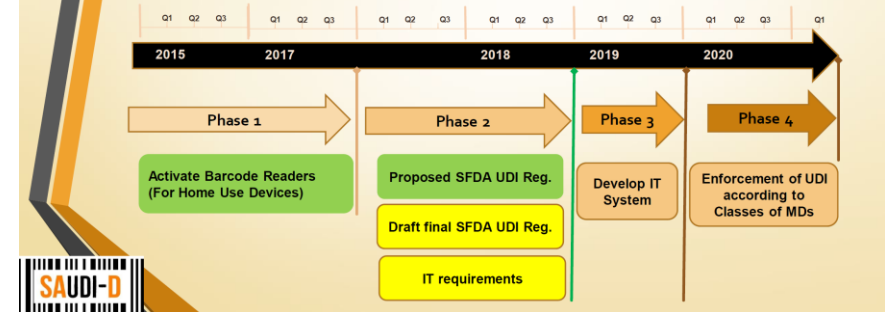 Q1 Q2 Q3 Q1 Q2 Q3 Q1 Q2 Q3 Q1 Q2 Q3 Q1 Q2 Q3 Q1
2015 2017 2018 2019 2020
Phase 1 Phase 2 Phase 3 Phase 4
Activate Barcode Readers
(For Home Use Devices)
Proposed SFDA UDI Reg.
Draft final SFDA UDI Reg.
IT requirements
Develop IT
System
Enforcement of UDI
according to
Classes of MDs
SAUDI-D